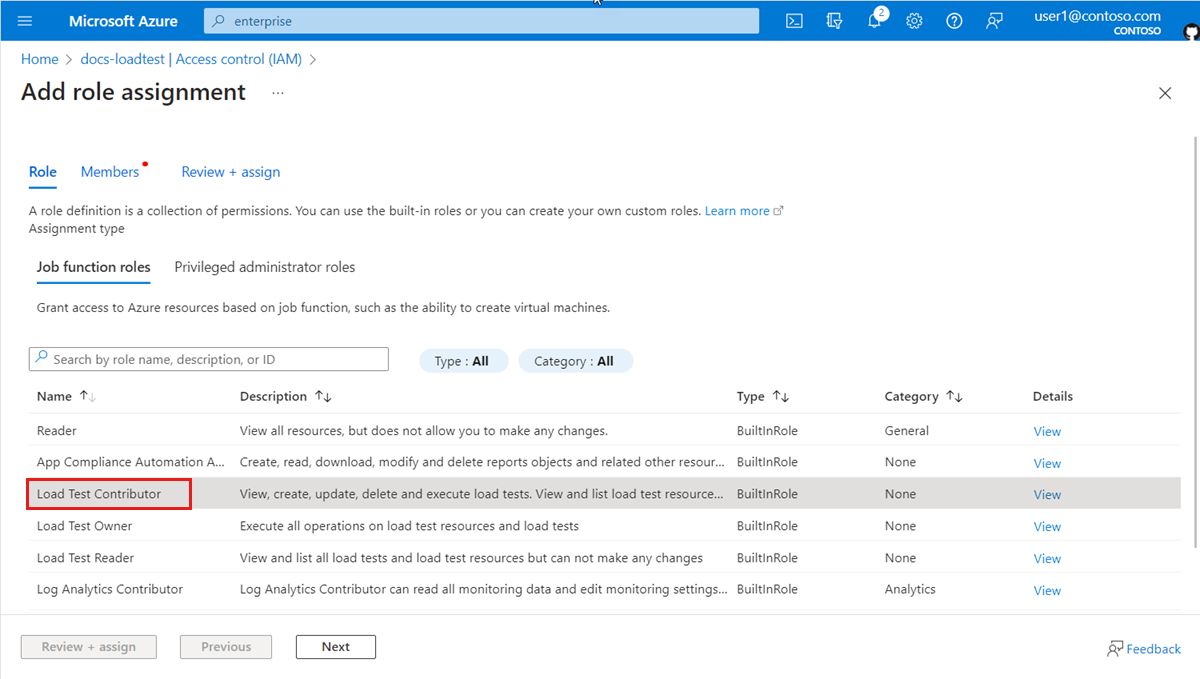 Microsoft Azure
enterprise
2
user1@contoso.com
CONTOSO
Home > docs-loadtest | Access control (IAM) >
Add role assignment ...
Role Members Review + assign
A role definition is a collection of permissions. You can use the built-in roles or you can create your own custom roles. Learn more
Assignment type
Job function roles Privileged administrator roles
Grant access to Azure resources based on job function, such as the ability to create virtual machines.
Search by role name, description, or ID Type : All Category : All
Name Description Type Category Details
Reader View all resources, but does not allow you to make any changes. BuiltInRole General View
App Compliance Automation A... Create, read, download, modify and delete reports objects and related other resour... BuiltInRole None View
Load Test Contributor View, create, update, delete and execute load tests. View and list load test resource... BuiltInRole None View
Load Test Owner Execute all operations on load test resources and load tests BuiltInRole None View
Load Test Reader View and list all load tests and load test resources but can not make any changes BuiltInRole None View
Log Analytics Contributor Log Analytics Contributor can read all monitoring data and edit monitoring settings... BuiltInRole Analytics View
Review + assign Previous Next Feedback